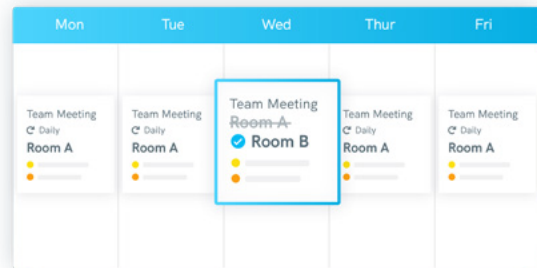 Mon
Tue
Wed
Thur
Fri
Team Meeting
Daily
Room A
Team Meeting
Daily
Room A
Team Meeting
Room A
Room B
Team Meeting
Daily
Room A
Team Meeting
Daily
Room A